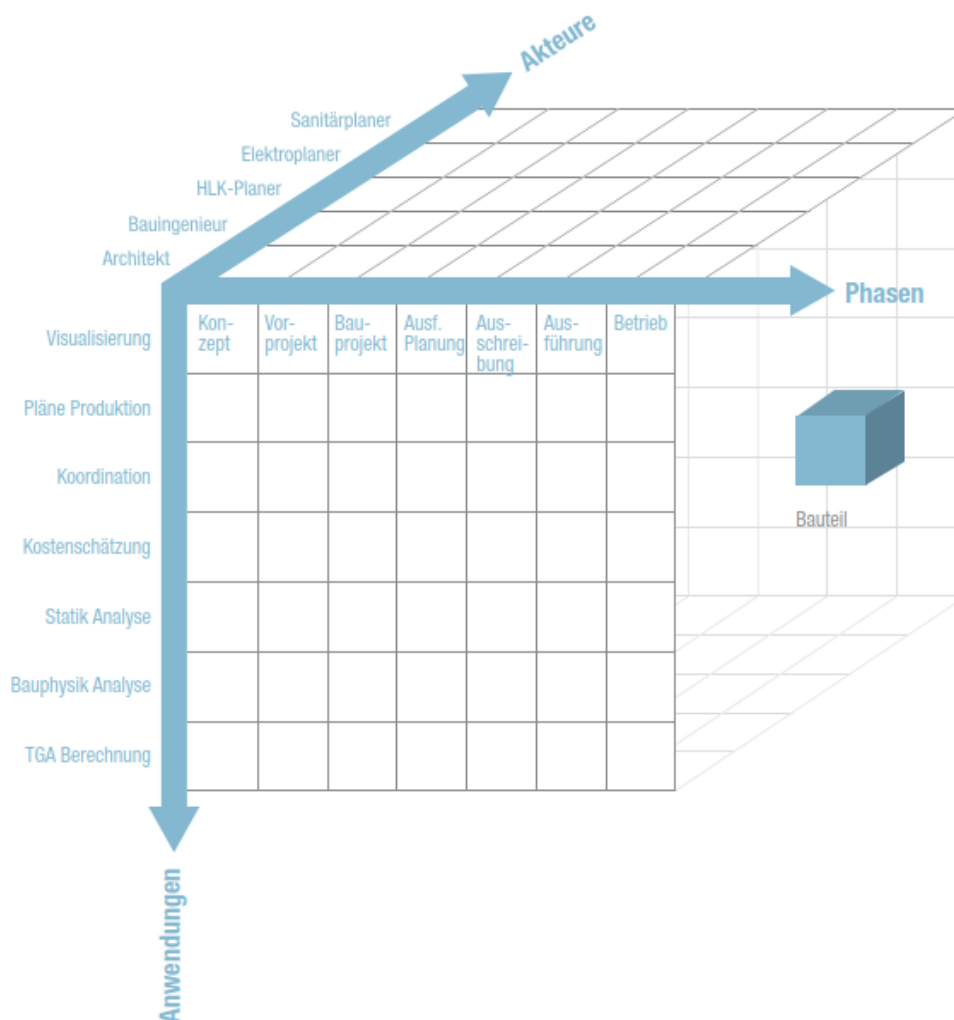 Akteure
Sanitärplaner
Elektroplaner
HLK-Planer
Bauingenieur
Architekt
Phasen
Visualisierung
Kon-
zept
Vor-
projekt
Bau-
projekt
Ausf.
Planung
Aus-
schrei-
bung
Aus-
führung
Betrieb
Pläne Produktion
Koordination
Bauteil
Kostenschätzung
Statik Analyse
Bauphysik Analyse
TGA Berechnung
Anwendungen